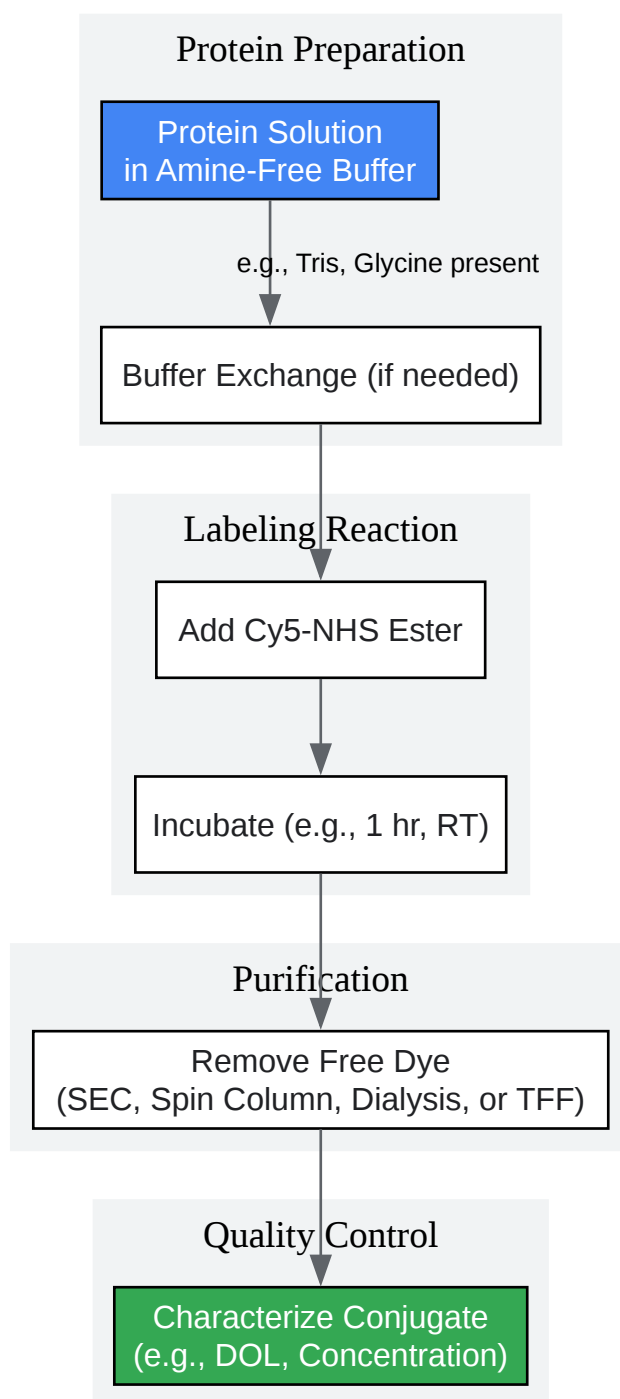 Protein Preparation
Protein Solution
in Amine-Free Buffer
e.g., Tris, Glycine present
Buffer Exchange (if needed)
Labeling Reaction
Add Cy5-NHS Ester
Incubate (e.g., 1 hr, RT)
Purification
Remove Free Dye
(SEC, Spin Column, Dialysis, or TFF)
Quality Control
Characterize Conjugate
(e.g., DOL, Concentration)